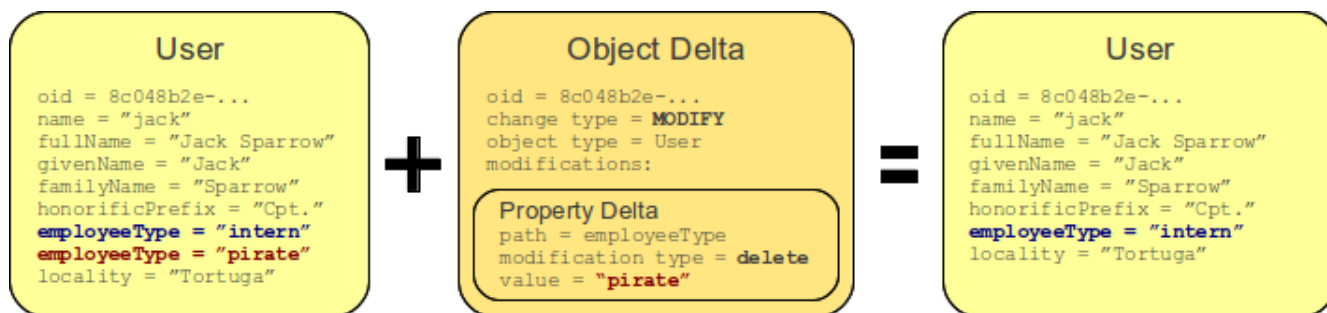 User
oid = 8c048b2e-...
name = "jack"
fullName = "Jack Sparrow"
givenName = "Jack"
familyName = "Sparrow"
honorificPrefix = "Cpt."
employeeType = "intern"
employeeType = "pirate"
locality = "Tortuga"
+
Object Delta
oid = 8c048b2e-...
change type = MODIFY
object type = User
modifications:
Property Delta
path = employeeType
modification type = delete
value = “pirate”
=
User
oid = 8c048b2e-...
name = "jack"
fullName = "Jack Sparrow"
givenName = "Jack"
familyName = "Sparrow"
honorificPrefix = "Cpt."
employeeType = "intern"
locality = "Tortuga"